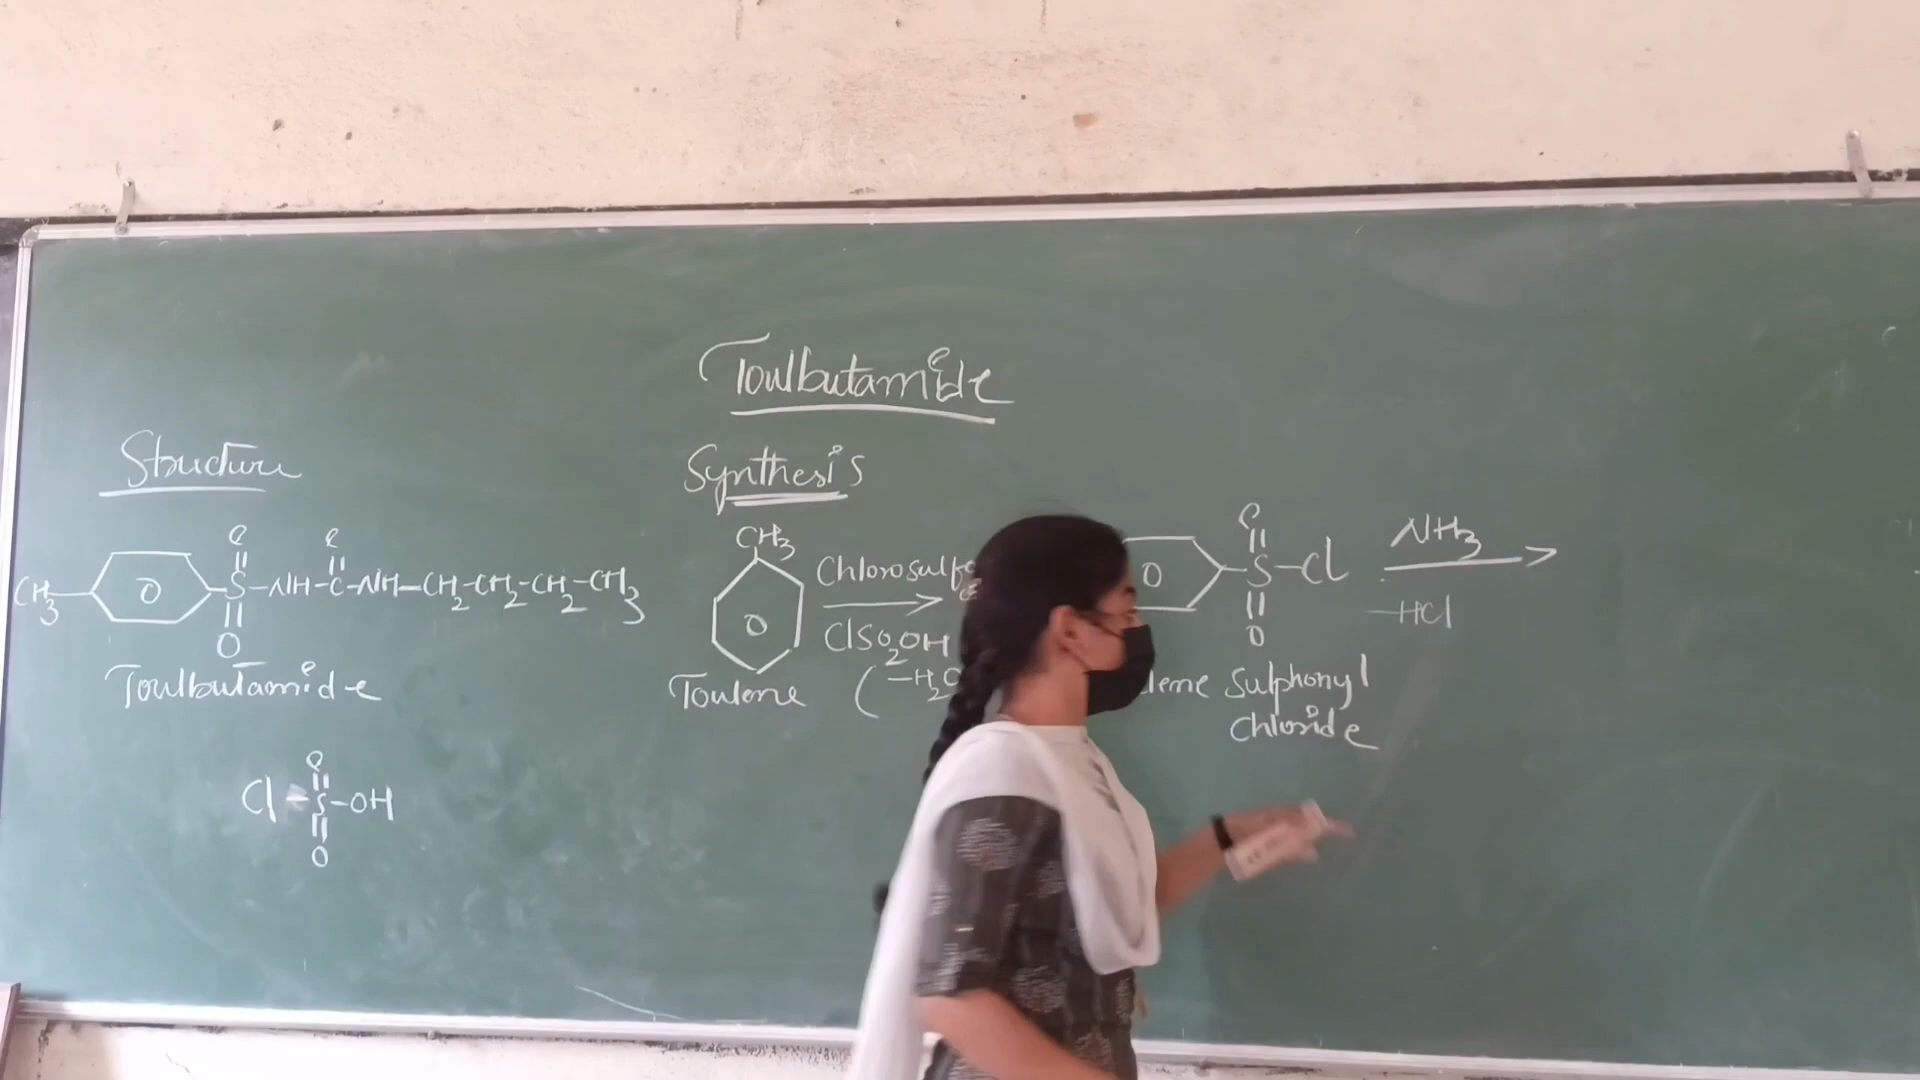 Toulbutamide
Structure
Synthesis
O O
|| ||
CH3 O S-NH-C-NH-CH2-CH2-CH2-CH3
||
O
Toulbutamide
O
||
Cl-S-OH
||
O
CH3
O
Toulene
ClSO2OH
(-H2O
O
||
O S-Cl
||
O
Sulphonyl
Chloride
NH3
-HCl